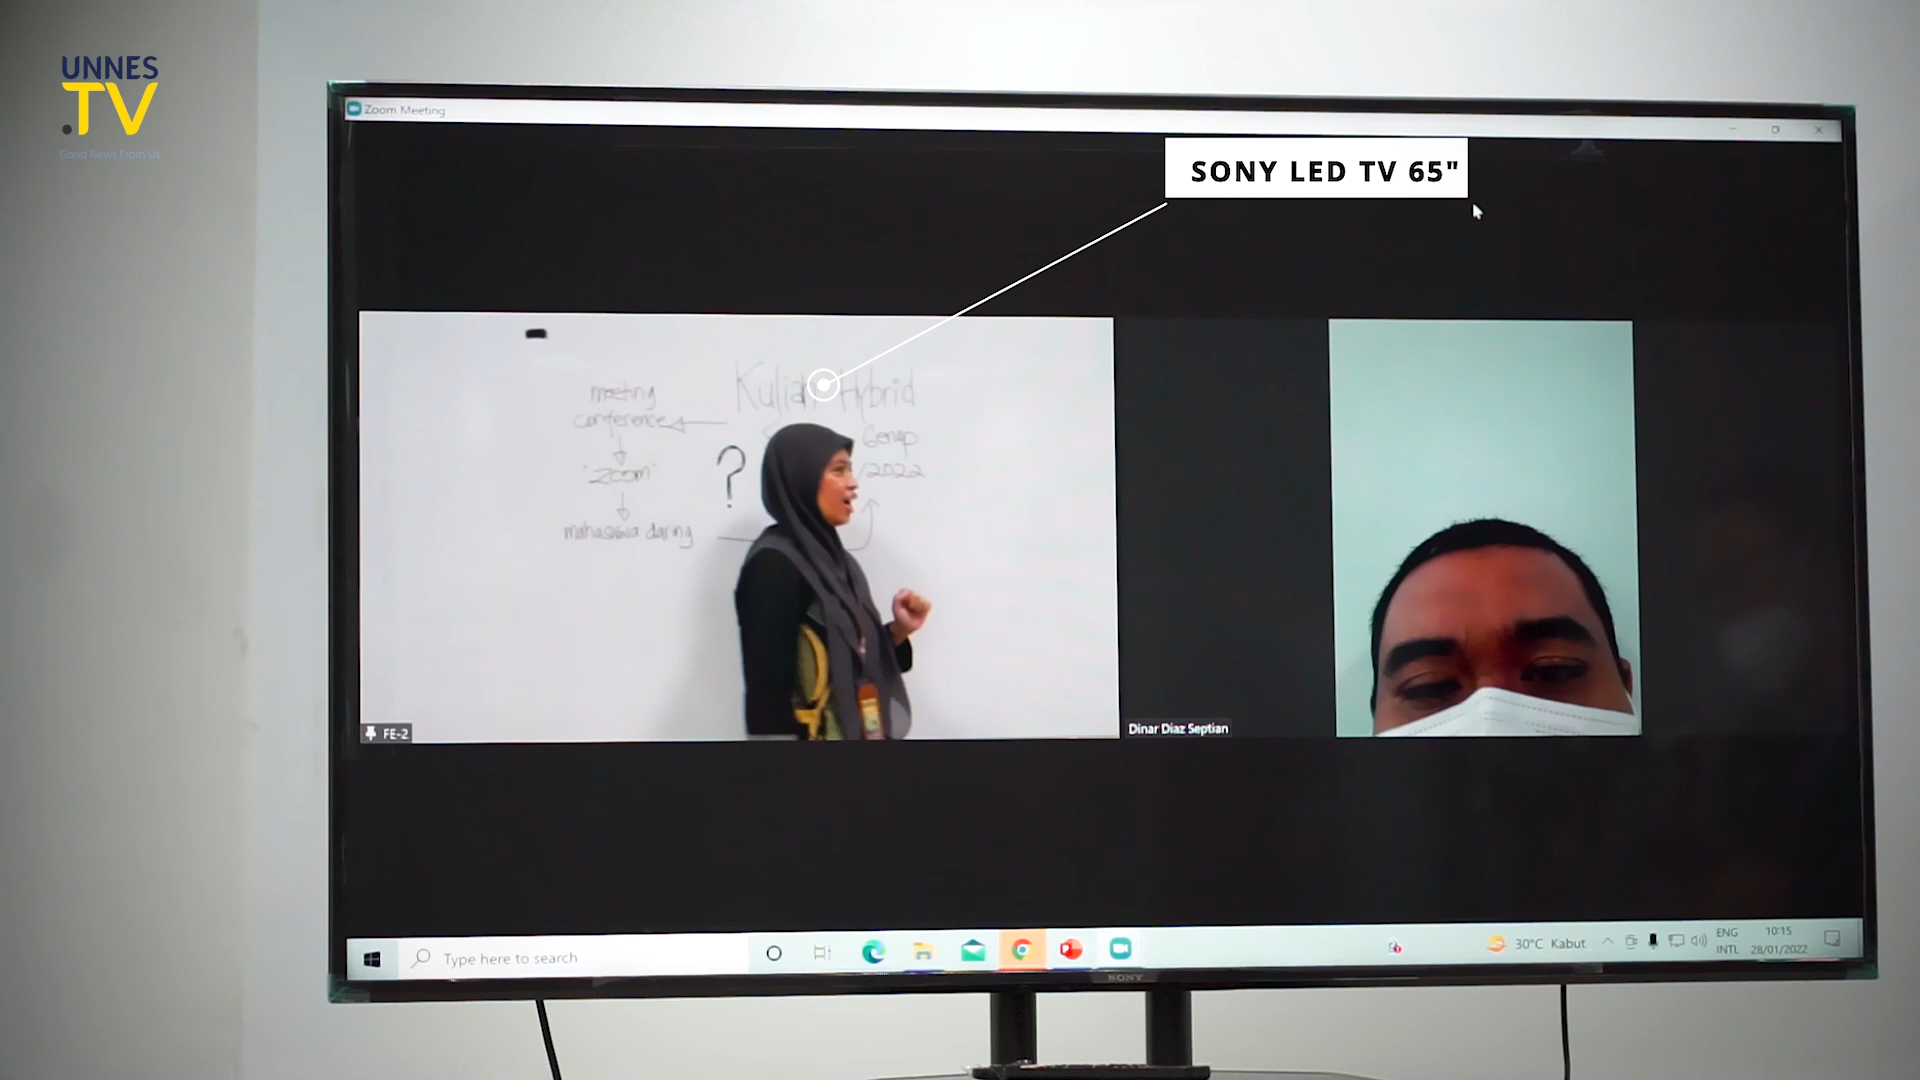 UNNES
.TV
Good News From Us
Zoom Meeting
SONY LED TV 65"
meeting
conference
Kuliah Hybrid
Genap
/2022
?
"Zoom"
mahasiswa daring
FE-2
Dinar Diaz Septian
Type here to search
30°C Kabut
ENG
INTL
10:15
28/01/2022
SONY